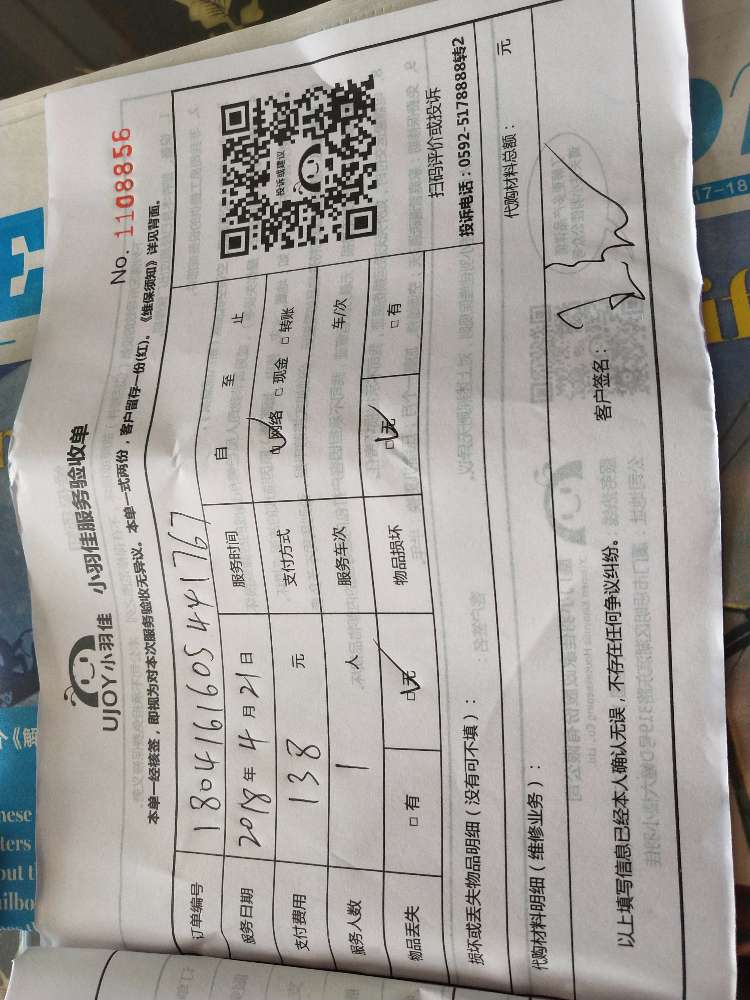 No. 1108856
UJOY小羽佳 小羽佳服务验收单
本单一经核签，即视为对本次服务验收无异议。本单一式两份，客户留存一份(红)。《维保须知》详见背面。
订单编号 1804161605441767
服务日期 2018年4月21日 服务时间 自 至 止
支付费用 138 元 支付方式 ☑网络 □现金 □转账
服务人数 1 人 服务车次 车/次
物品丢失 □有 ☑无 物品损坏 ☑无 □有
投诉或建议
扫码评价或投诉
投诉电话：0592-5178888转2
损坏或丢失物品明细（没有可不填）：
代购材料明细（维修业务）： 代购材料总额： 元
以上填写信息已经本人确认无误，不存在任何争议纠纷。 客户签名：
17-18